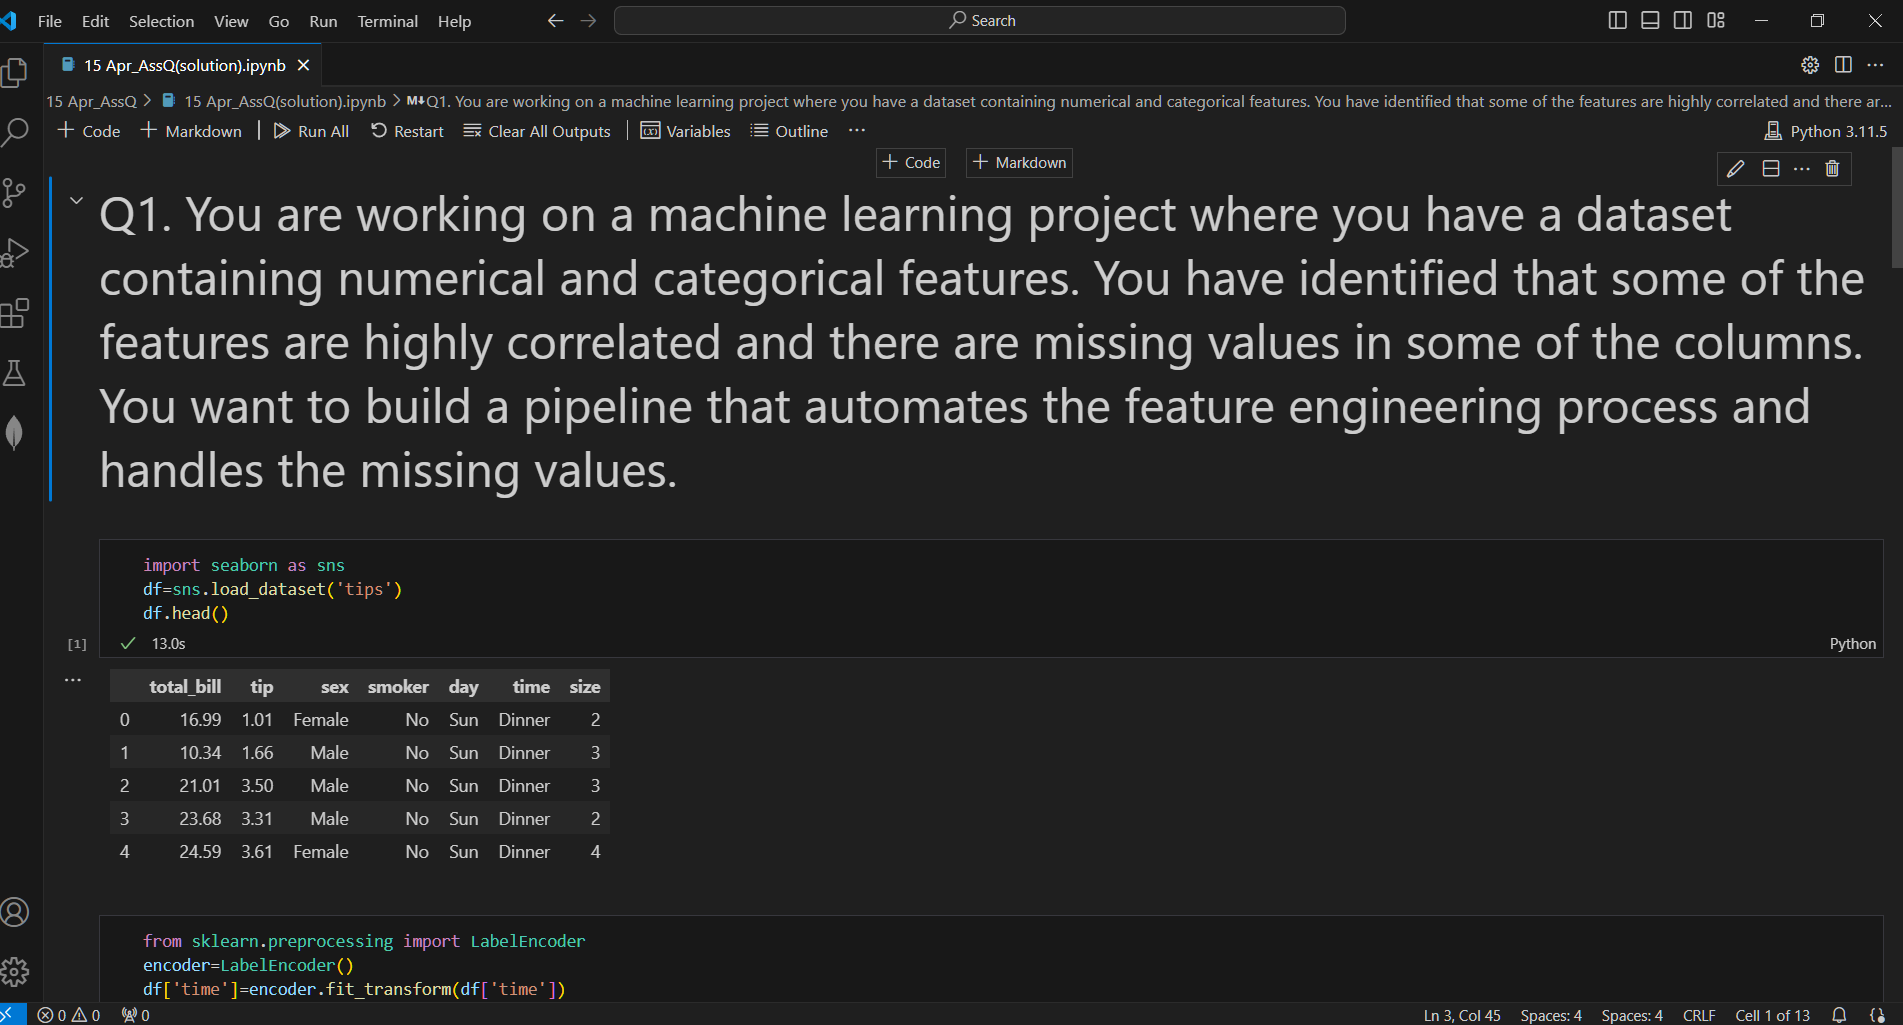 File Edit Selection View Go Run Terminal Help
Search
15 Apr_AssQ(solution).ipynb
15 Apr_AssQ > 15 Apr_AssQ(solution).ipynb > M↓Q1. You are working on a machine learning project where you have a dataset containing numerical and categorical features. You have identified that some of the features are highly correlated and there ar...
Code Markdown Run All Restart Clear All Outputs Variables Outline ... Python 3.11.5
Code Markdown
Q1. You are working on a machine learning project where you have a dataset
containing numerical and categorical features. You have identified that some of the
features are highly correlated and there are missing values in some of the columns.
You want to build a pipeline that automates the feature engineering process and
handles the missing values.
import seaborn as sns
df=sns.load_dataset('tips')
df.head()
[1] 13.0s Python
total_bill tip sex smoker day time size
0 16.99 1.01 Female No Sun Dinner 2
1 10.34 1.66 Male No Sun Dinner 3
2 21.01 3.50 Male No Sun Dinner 3
3 23.68 3.31 Male No Sun Dinner 2
4 24.59 3.61 Female No Sun Dinner 4
from sklearn.preprocessing import LabelEncoder
encoder=LabelEncoder()
df['time']=encoder.fit_transform(df['time'])
0 0 0 Ln 3, Col 45 Spaces: 4 Spaces: 4 CRLF Cell 1 of 13